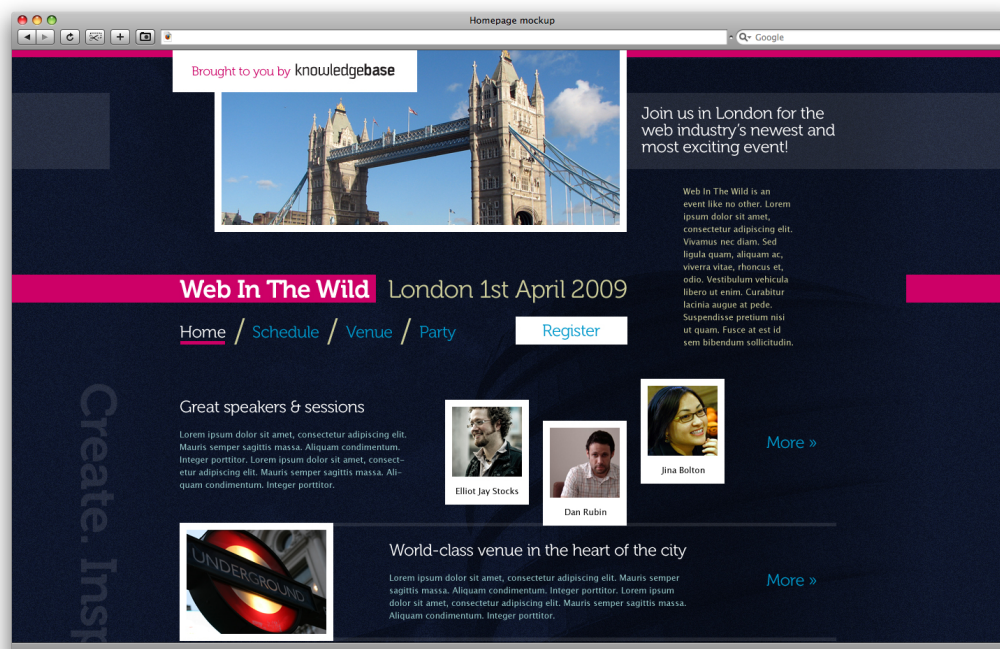 Homepage mockup
Google
Brought to you by knowledgebase
Join us in London for the
web industry's newest and
most exciting event!
Web In The Wild is an
event like no other. Lorem
ipsum dolor sit amet,
consectetur adipiscing elit.
Vivamus nec diam. Sed
ligula quam, aliquam ac,
viverra vitae, rhoncus et,
odio. Vestibulum vehicula
libero ut enim. Curabitur
lacinia augue at pede.
Suspendisse pretium nisi
ut quam. Fusce at est id
sem bibendum sollicitudin.
Web In The Wild London 1st April 2009
Home / Schedule / Venue / Party
Register
Great speakers & sessions
Lorem ipsum dolor sit amet, consectetur adipiscing elit.
Mauris semper sagittis massa. Aliquam condimentum.
Integer porttitor. Lorem ipsum dolor sit amet, consect-
etur adipiscing elit. Mauris semper sagittis massa. Ali-
quam condimentum. Integer porttitor.
Elliot Jay Stocks
Dan Rubin
Jina Bolton
More »
Create. Insp
UNDERGROUND
World-class venue in the heart of the city
Lorem ipsum dolor sit amet, consectetur adipiscing elit. Mauris semper
sagittis massa. Aliquam condimentum. Integer porttitor. Lorem ipsum
dolor sit amet, consectetur adipiscing elit. Mauris semper sagittis massa.
Aliquam condimentum. Integer porttitor.
More »